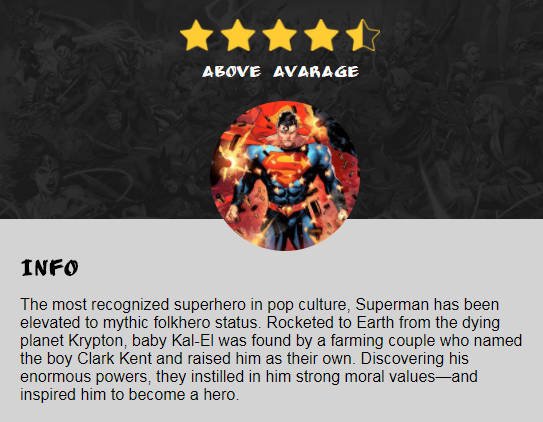 ABOVE AVARAGE
INFO
The most recognized superhero in pop culture, Superman has been
elevated to mythic folkhero status. Rocketed to Earth from the dying
planet Krypton, baby Kal-El was found by a farming couple who named
the boy Clark Kent and raised him as their own. Discovering his
enormous powers, they instilled in him strong moral values—and
inspired him to become a hero.